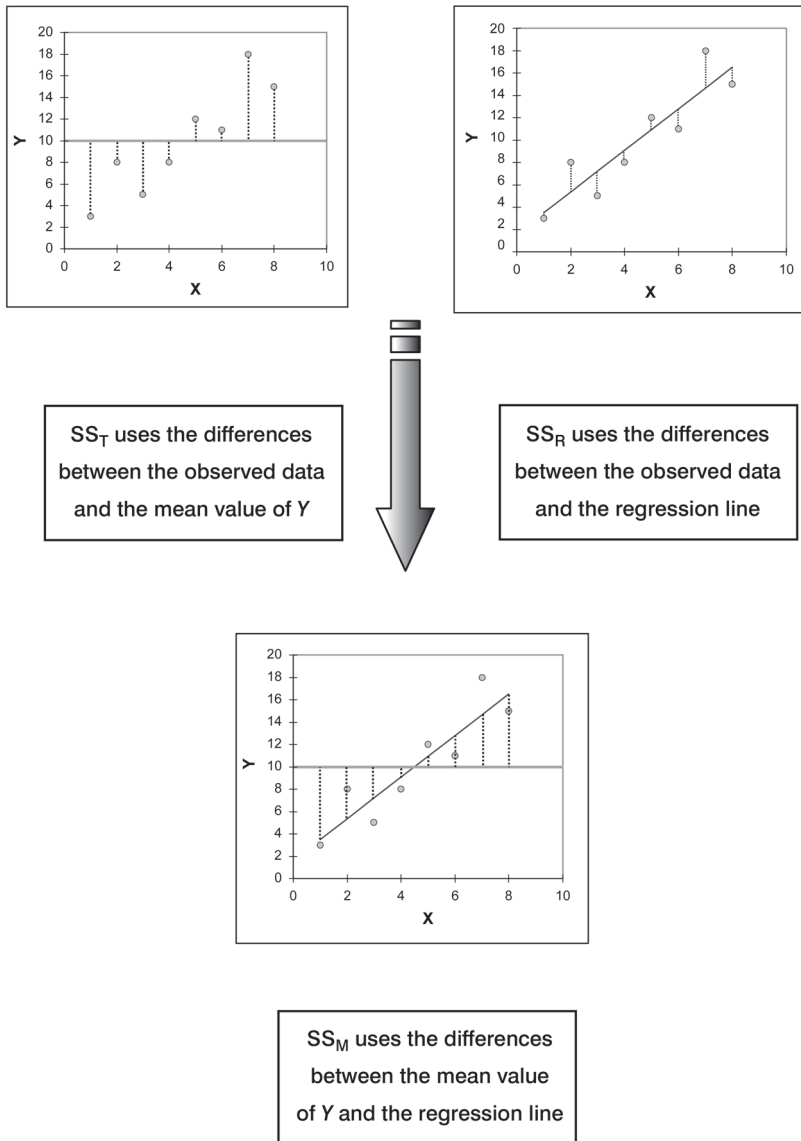 20
18
16
14
12
10
8
6
4
2
0
Y
0 2 4 6 8 10
X
20
18
16
14
12
10
8
6
4
2
0
Y
0 2 4 6 8 10
X
SST uses the differences
between the observed data
and the mean value of Y
SSR uses the differences
between the observed data
and the regression line
20
18
16
14
12
10
8
6
4
2
0
Y
0 2 4 6 8 10
X
SSM uses the differences
between the mean value
of Y and the regression line